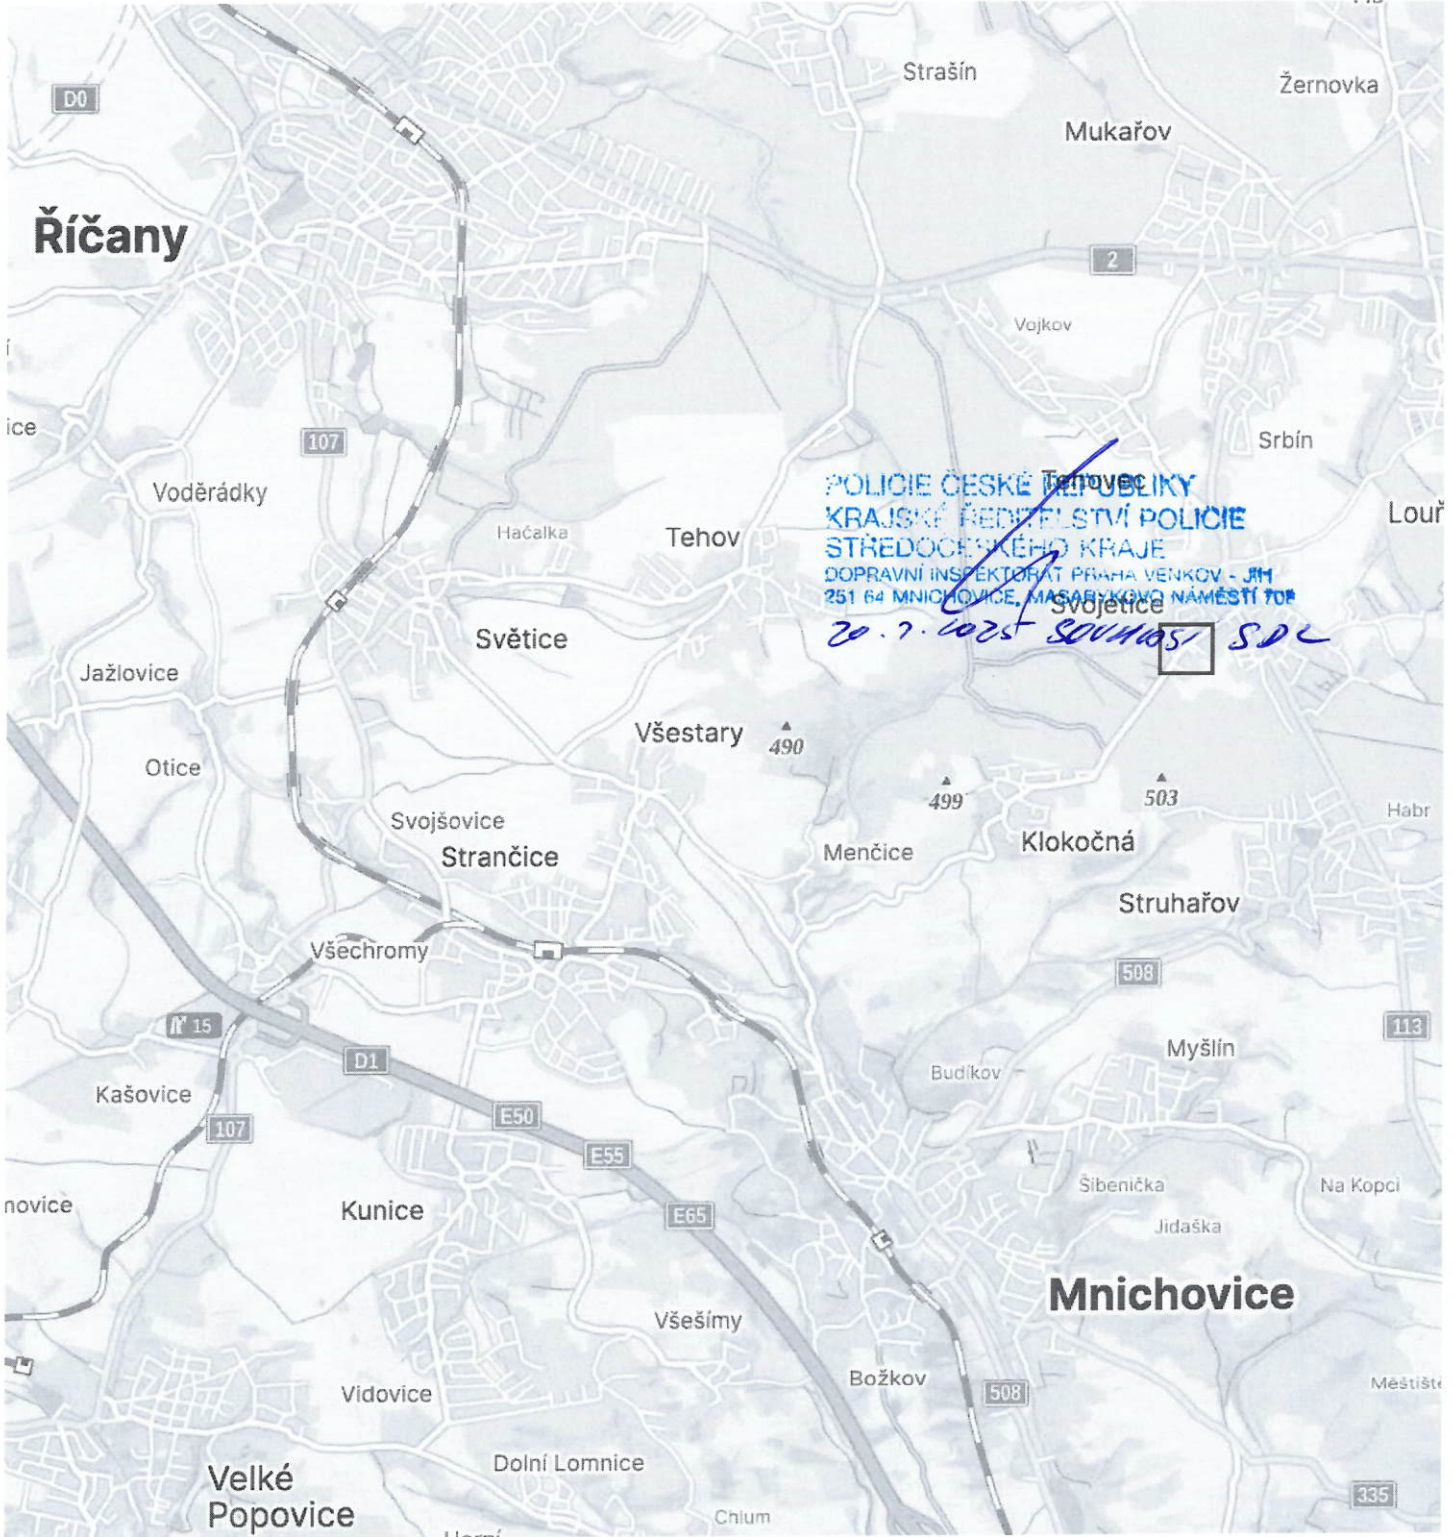 Strašín
Žernovka
D0
Mukařov
Říčany
2
Vojkov
ice
107
Srbín
Voděrádky
Tehovec
POLICIE ČESKÉ REPUBLIKY
KRAJSKÉ ŘEDITELSTVÍ POLICIE
STŘEDOČESKÉHO KRAJE
DOPRAVNÍ INSPEKTORÁT PRAHA VENKOV - JIH
251 64 MNICHOVICE, MASARYKOVO NÁMĚSTÍ
Louň
Hačalka
Tehov
Svojetice
Světice
20. 7. 2025
Jažlovice
Všestary
490
Otice
499
503
Svojšovice
Habr
Strančice
Menčice
Klokočná
Struhařov
Všechromy
508
15
113
D1
Myšlín
Budíkov
Kašovice
E50
107
E55
Šibenička
Na Kopci
novice
Kunice
E65
Jidaška
Mnichovice
Všešímy
Božkov
Vidovice
508
Měštiště
Dolní Lomnice
Velké
Popovice
335
Chlum